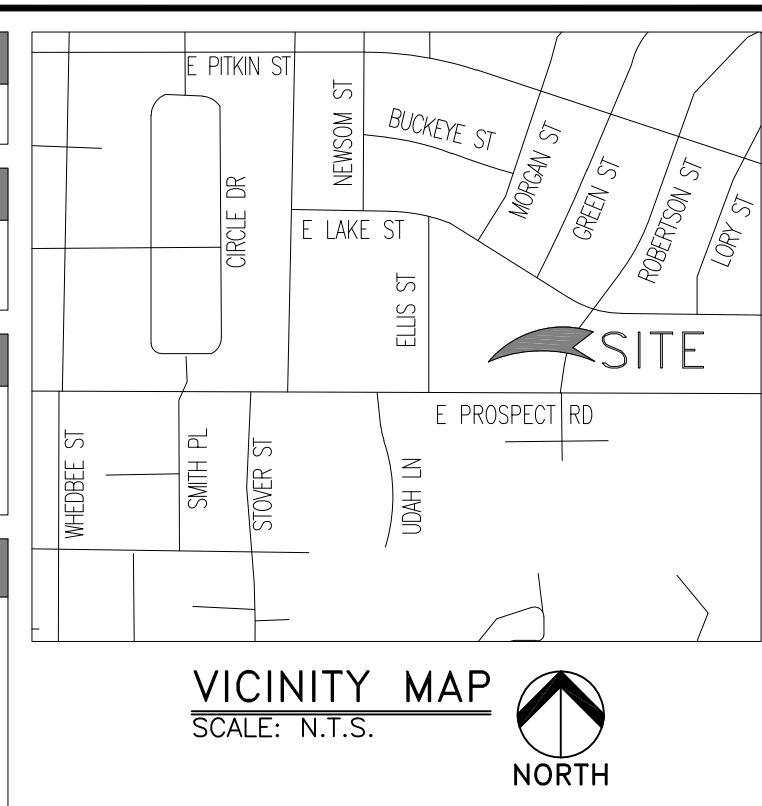 E PITKIN ST
NEWSOM ST
BUCKEYE ST
MORGAN ST
GREEN ST
ROBERTSON ST
LORY ST
CIRCLE DR
E LAKE ST
ELLIS ST
SITE
E PROSPECT RD
WHEDBEE ST
SMITH PL
STOVER ST
UDAH LN
VICINITY MAP
SCALE: N.T.S.
NORTH